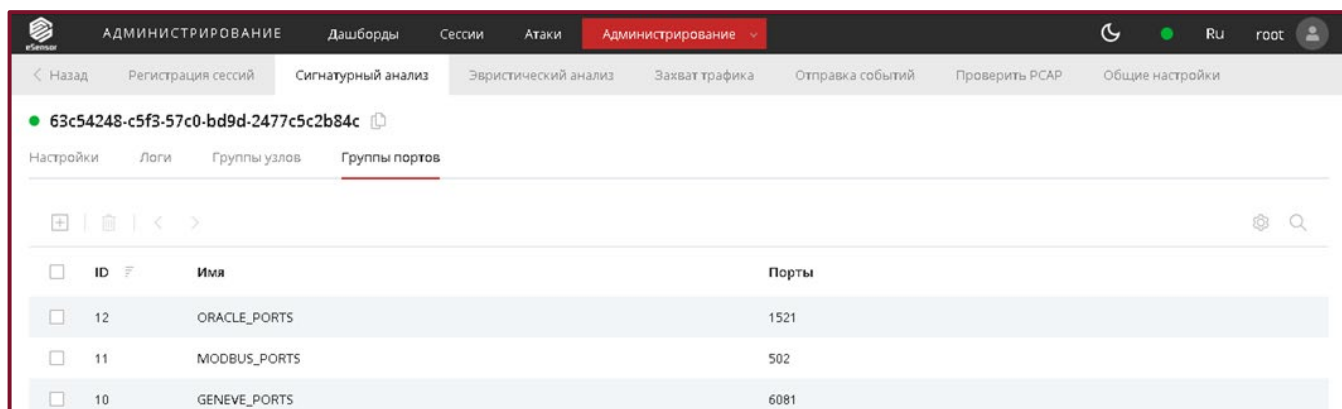 eSensor АДМИНИСТРИРОВАНИЕ Дашборды Сессии Атаки Администрирование Ru root
Назад Регистрация сессий Сигнатурный анализ Эвристический анализ Захват трафика Отправка событий Проверить PCAP Общие настройки
63c54248-c5f3-57c0-bd9d-2477c5c2b84c
Настройки Логи Группы узлов Группы портов
ID Имя Порты
12 ORACLE_PORTS 1521
11 MODBUS_PORTS 502
10 GENEVE_PORTS 6081